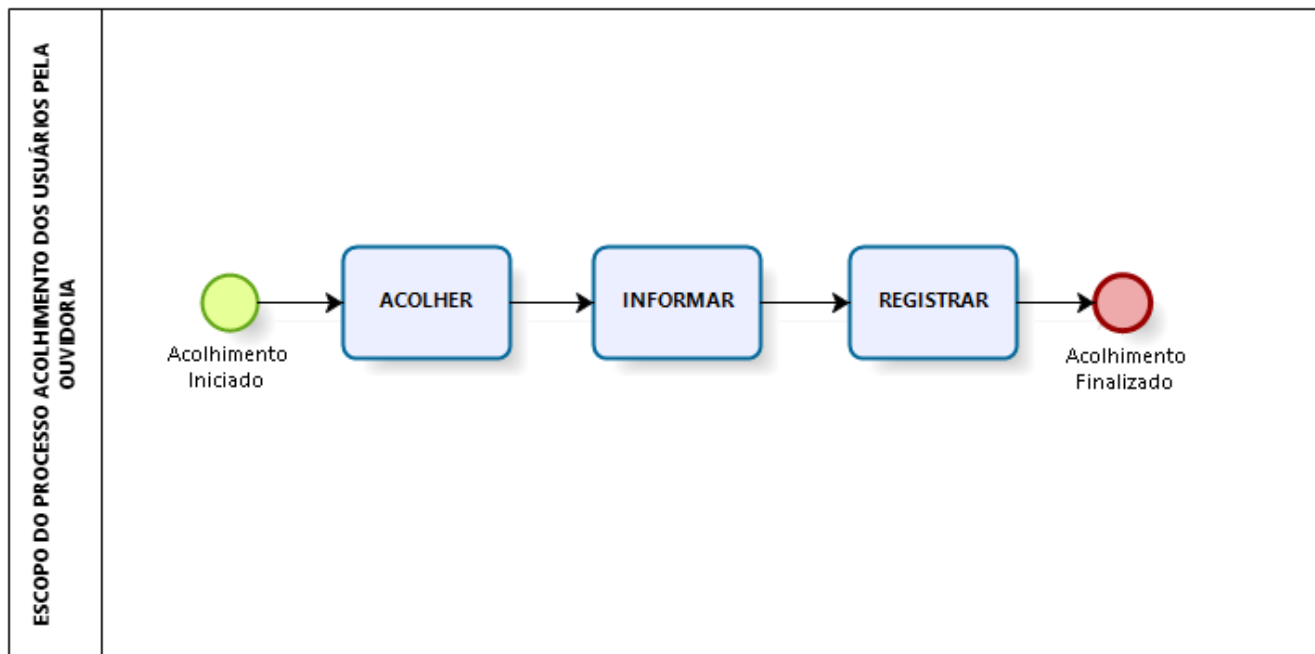 ESCOPO DO PROCESSO ACOLHIMENTO DOS USUÁRIOS PELA
OUVIDORIA
ACOLHER
INFORMAR
REGISTRAR
Acolhimento
Iniciado
Acolhimento
Finalizado